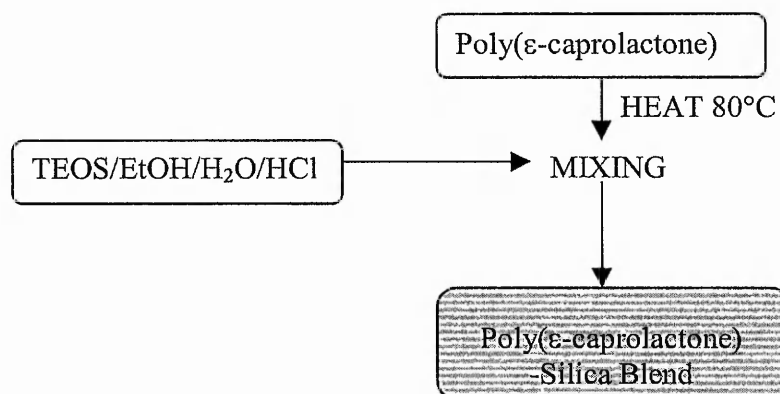 Poly(ε-caprolactone)
HEAT 80°C
TEOS/EtOH/H₂O/HCl
MIXING
Poly(ε-caprolactone)
-Silica Blend